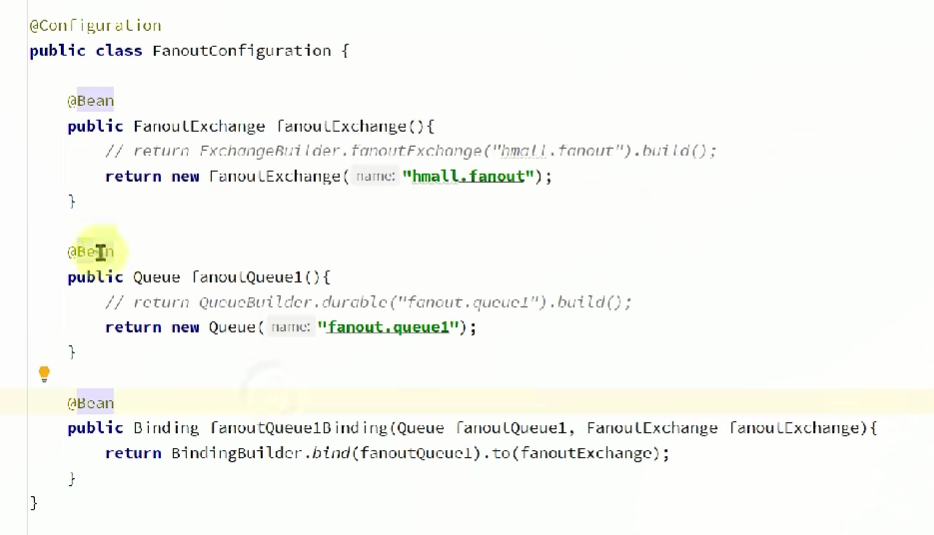 @Configuration
public class FanoutConfiguration {
@Bean
public FanoutExchange fanoutExchange(){
// return ExchangeBuilder.fanoutExchange("hmall.fanout").build();
return new FanoutExchange( name: "hmall.fanout");
}
@Bean
public Queue fanoutQueue1(){
// return QueueBuilder.durable("fanout.queue1").build();
return new Queue( name: "fanout.queue1");
}
@Bean
public Binding fanoutQueue1Binding(Queue fanoutQueue1, FanoutExchange fanoutExchange){
return BindingBuilder.bind(fanoutQueue1).to(fanoutExchange);
}
}